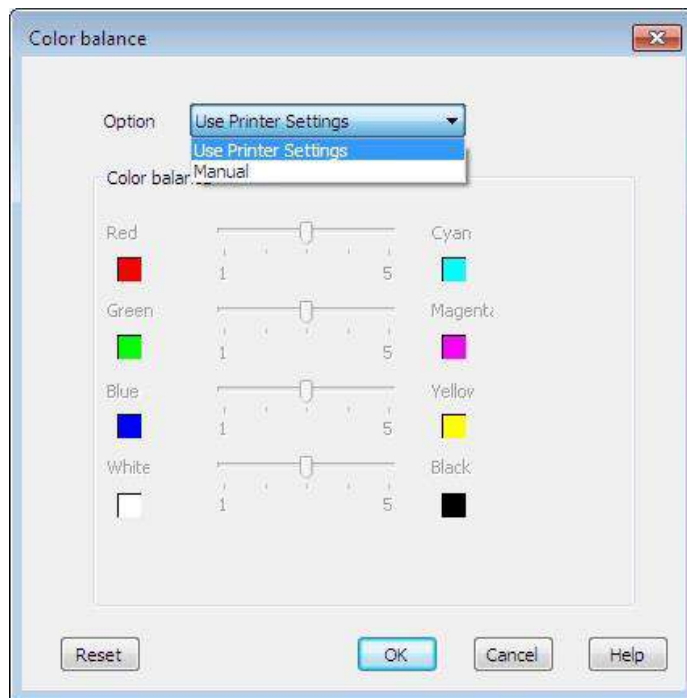 Color balance
Option Use Printer Settings
Use Printer Settings
Manual
Red Cyan
1 5
Green Magenta
1 5
Blue Yellow
1 5
White Black
1 5
Reset OK Cancel Help